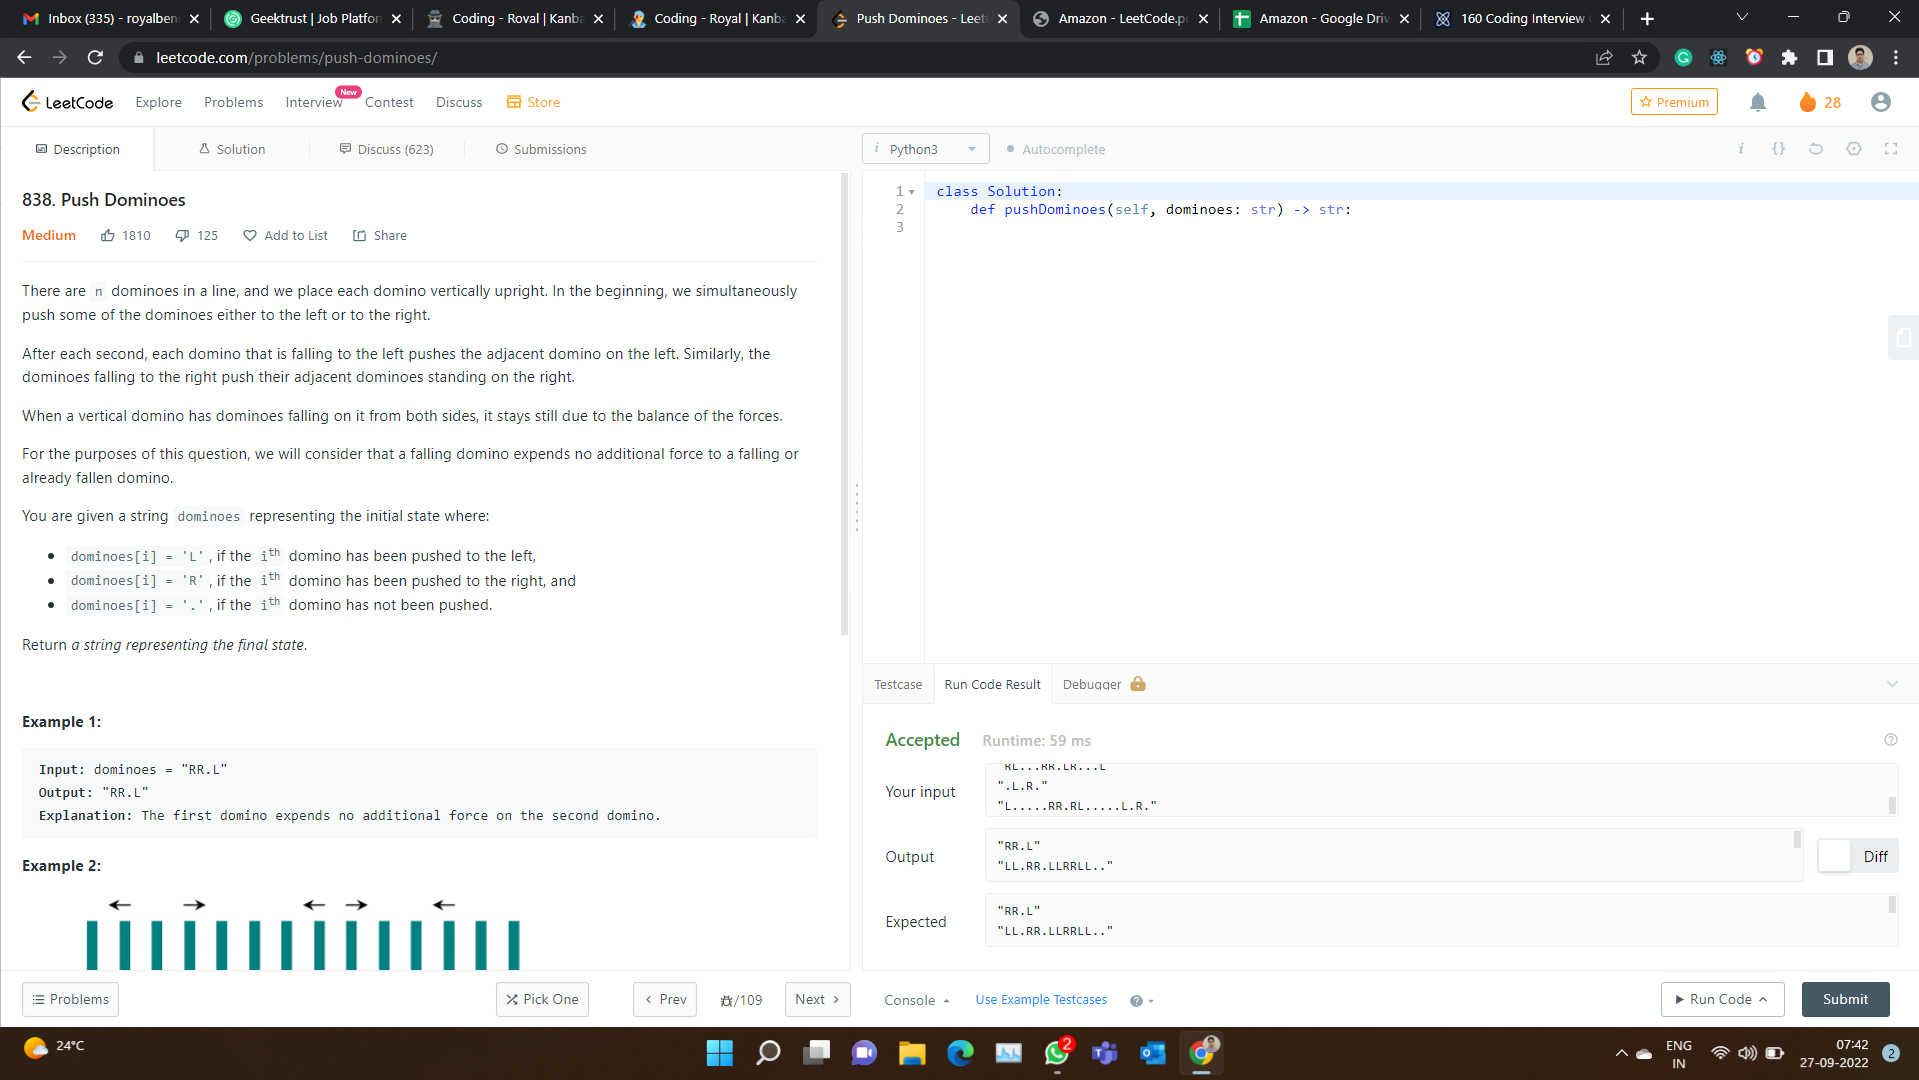 Inbox (335) - royalben
Geektrust | Job Platfor
Coding - Royal | Kanba
Coding - Royal | Kanba
Push Dominoes - Leet
Amazon - LeetCode.p
Amazon - Google Driv
160 Coding Interview
leetcode.com/problems/push-dominoes/
LeetCode
Explore
Problems
Interview
New
Contest
Discuss
Store
Premium
28
Description
Solution
Discuss (623)
Submissions
i Python3
Autocomplete
i {}
838. Push Dominoes
Medium 1810 125 Add to List Share
There are n dominoes in a line, and we place each domino vertically upright. In the beginning, we simultaneously
push some of the dominoes either to the left or to the right.
After each second, each domino that is falling to the left pushes the adjacent domino on the left. Similarly, the
dominoes falling to the right push their adjacent dominoes standing on the right.
When a vertical domino has dominoes falling on it from both sides, it stays still due to the balance of the forces.
For the purposes of this question, we will consider that a falling domino expends no additional force to a falling or
already fallen domino.
You are given a string dominoes representing the initial state where:
• dominoes[i] = 'L', if the ith domino has been pushed to the left,
• dominoes[i] = 'R', if the ith domino has been pushed to the right, and
• dominoes[i] = '.', if the ith domino has not been pushed.
Return a string representing the final state.
Example 1:
Input: dominoes = "RR.L"
Output: "RR.L"
Explanation: The first domino expends no additional force on the second domino.
Example 2:
Problems
Pick One
Prev
/109
Next
1 class Solution:
2 def pushDominoes(self, dominoes: str) -> str:
3
Testcase
Run Code Result
Debugger
Accepted Runtime: 59 ms
Your input
RL...RR.LR...L
".L.R."
"L.....RR.RL.....L.R."
Output
"RR.L"
"LL.RR.LLRRLL.."
Diff
Expected
"RR.L"
"LL.RR.LLRRLL.."
Console
Use Example Testcases
Run Code
Submit
24°C
2
ENG
IN
07:42
27-09-2022
2